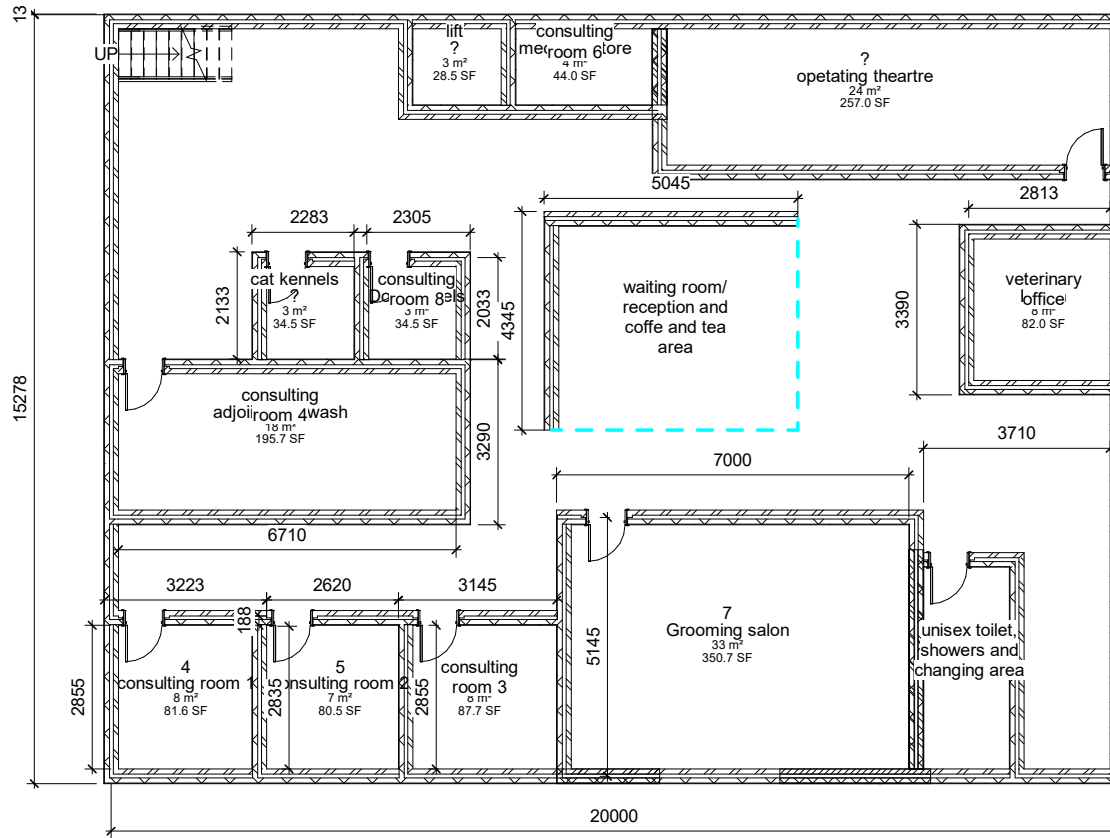 13
UP
lift
?
3 m²
28.5 SF
consulting
room 6
4 m²
44.0 SF
?
opetating theartre
24 m²
257.0 SF
5045
2813
2283
2305
2133
cat kennels
?
3 m²
34.5 SF
consulting
room 8
3 m²
34.5 SF
2033
4345
waiting room/
reception and
coffe and tea
area
3390
veterinary
office
8 m²
82.0 SF
15278
consulting
room 4
18 m²
195.7 SF
3290
3710
7000
6710
3223
2620
3145
188
2855
4
consulting room 1
8 m²
81.6 SF
2835
5
consulting room 2
7 m²
80.5 SF
2855
consulting
room 3
8 m²
87.7 SF
5145
7
Grooming salon
33 m²
350.7 SF
unisex toilet,
showers and
changing area
20000